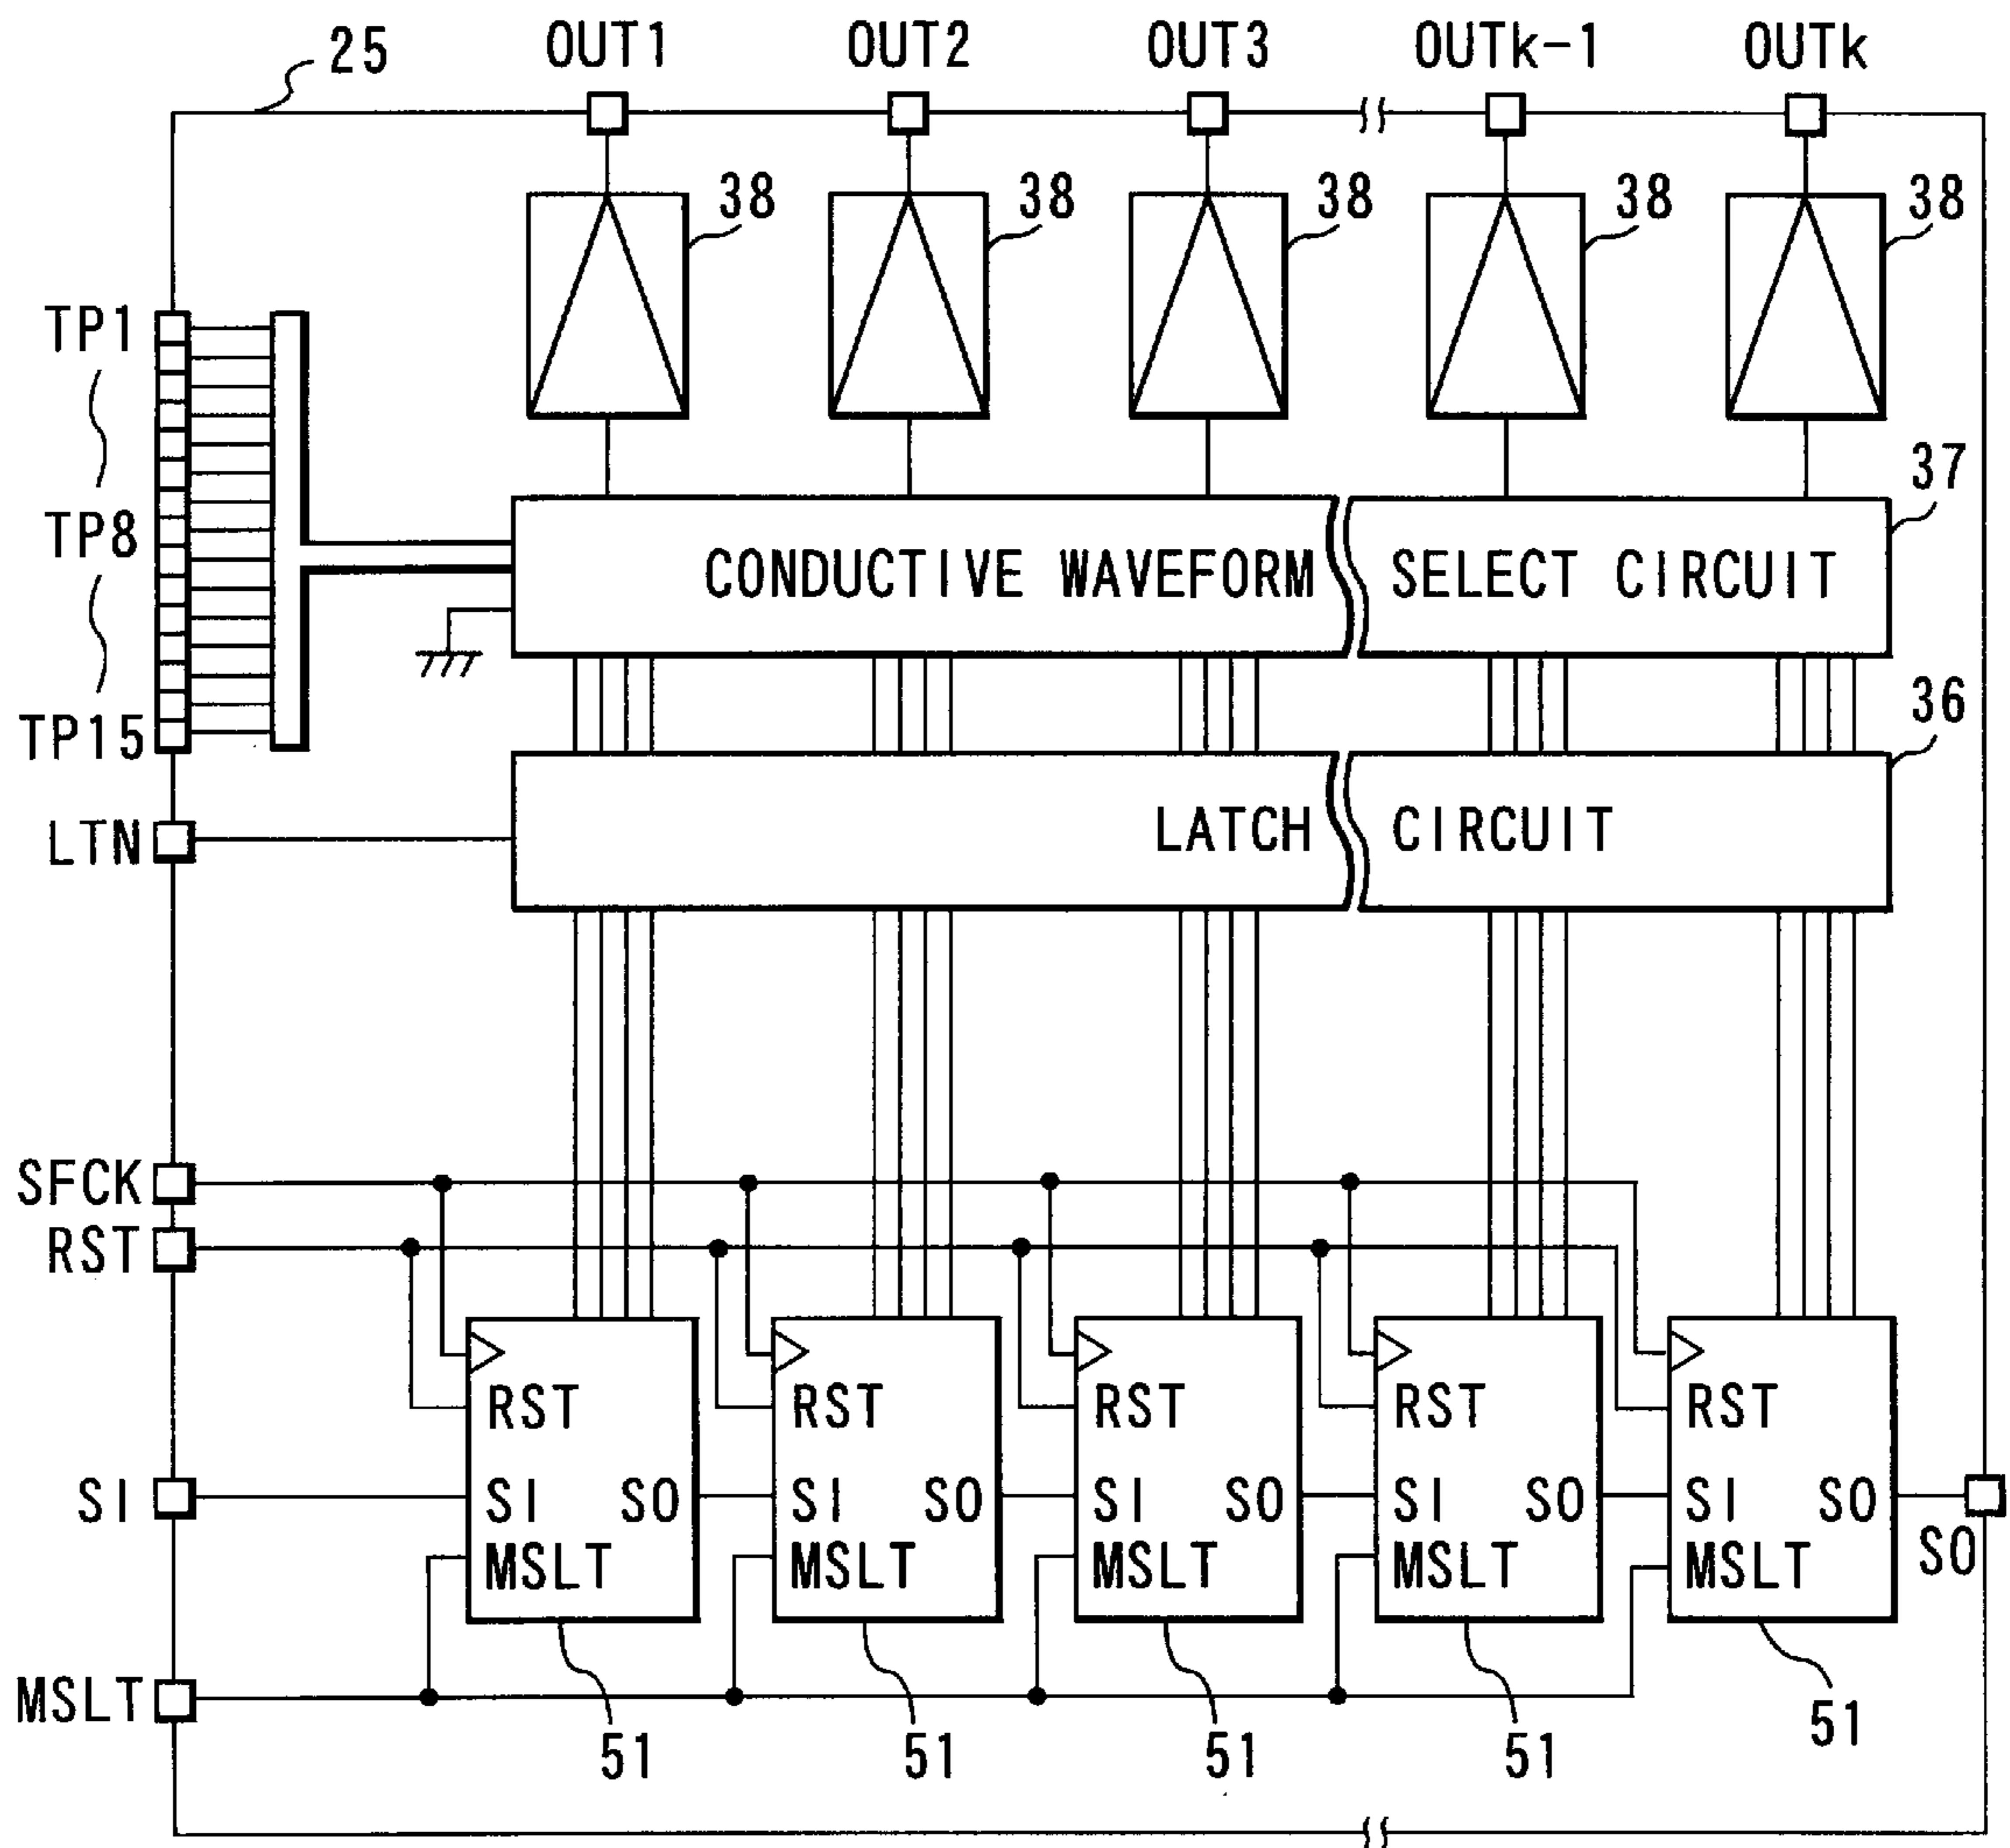 25 OUT1 OUT2 OUT3 OUTk-1 OUTk
38 38 38 38 38
TP1
TP8
TP15
37
CONDUCTIVE WAVEFORM SELECT CIRCUIT
36
LTN LATCH CIRCUIT
SFCK
RST
RST RST RST RST RST
SI SI SO SI SO SI SO SI SO SI SO
SO
MSLT MSLT MSLT MSLT MSLT
MSLT
51 51 51 51 51